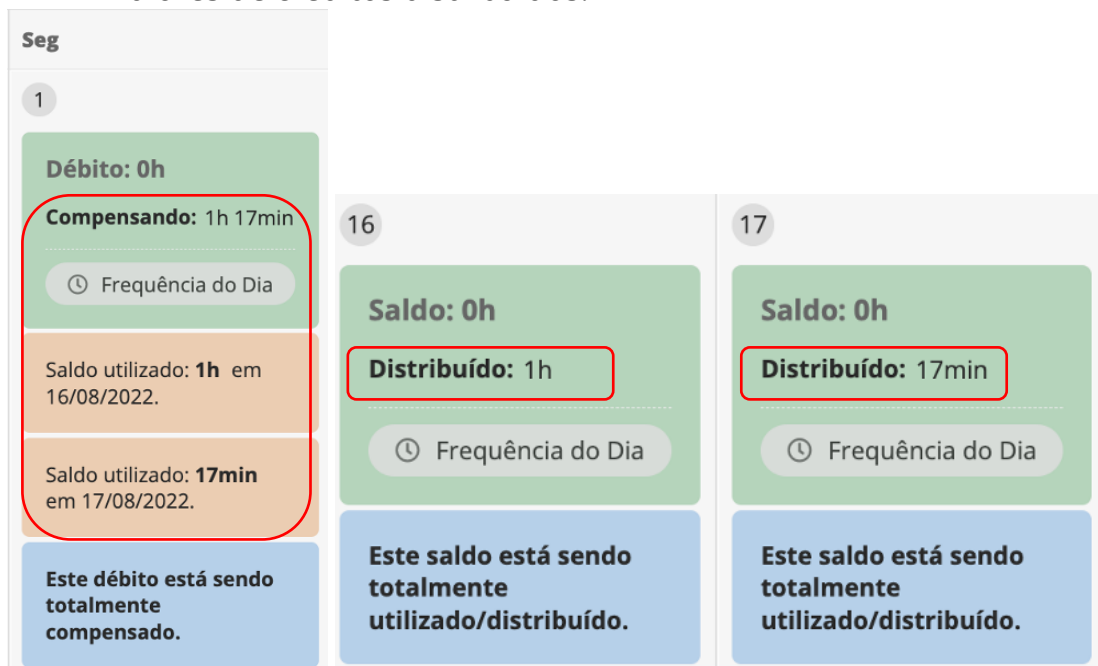 Seg
1
Débito: 0h
Compensando: 1h 17min
Frequência do Dia
Saldo utilizado: 1h em
16/08/2022.
Saldo utilizado: 17min
em 17/08/2022.
Este débito está sendo
totalmente
compensado.
16
Saldo: 0h
Distribuído: 1h
Frequência do Dia
Este saldo está sendo
totalmente
utilizado/distribuído.
17
Saldo: 0h
Distribuído: 17min
Frequência do Dia
Este saldo está sendo
totalmente
utilizado/distribuído.